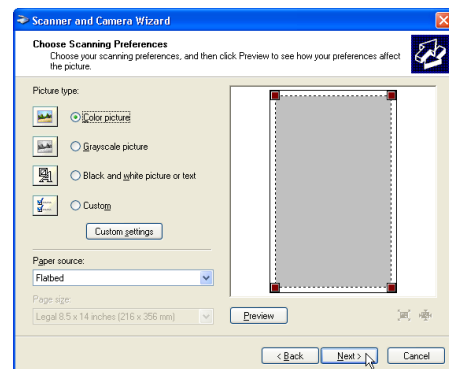 Scanner and Camera Wizard
Choose Scanning Preferences
Choose your scanning preferences, and then click Preview to see how your preferences affect
the picture.
Picture type:
Color picture
Grayscale picture
Black and white picture or text
Custom
Custom settings
Paper source:
Flatbed
Page size:
Legal 8.5 x 14 inches (216 x 356 mm)
Preview
< Back Next > Cancel